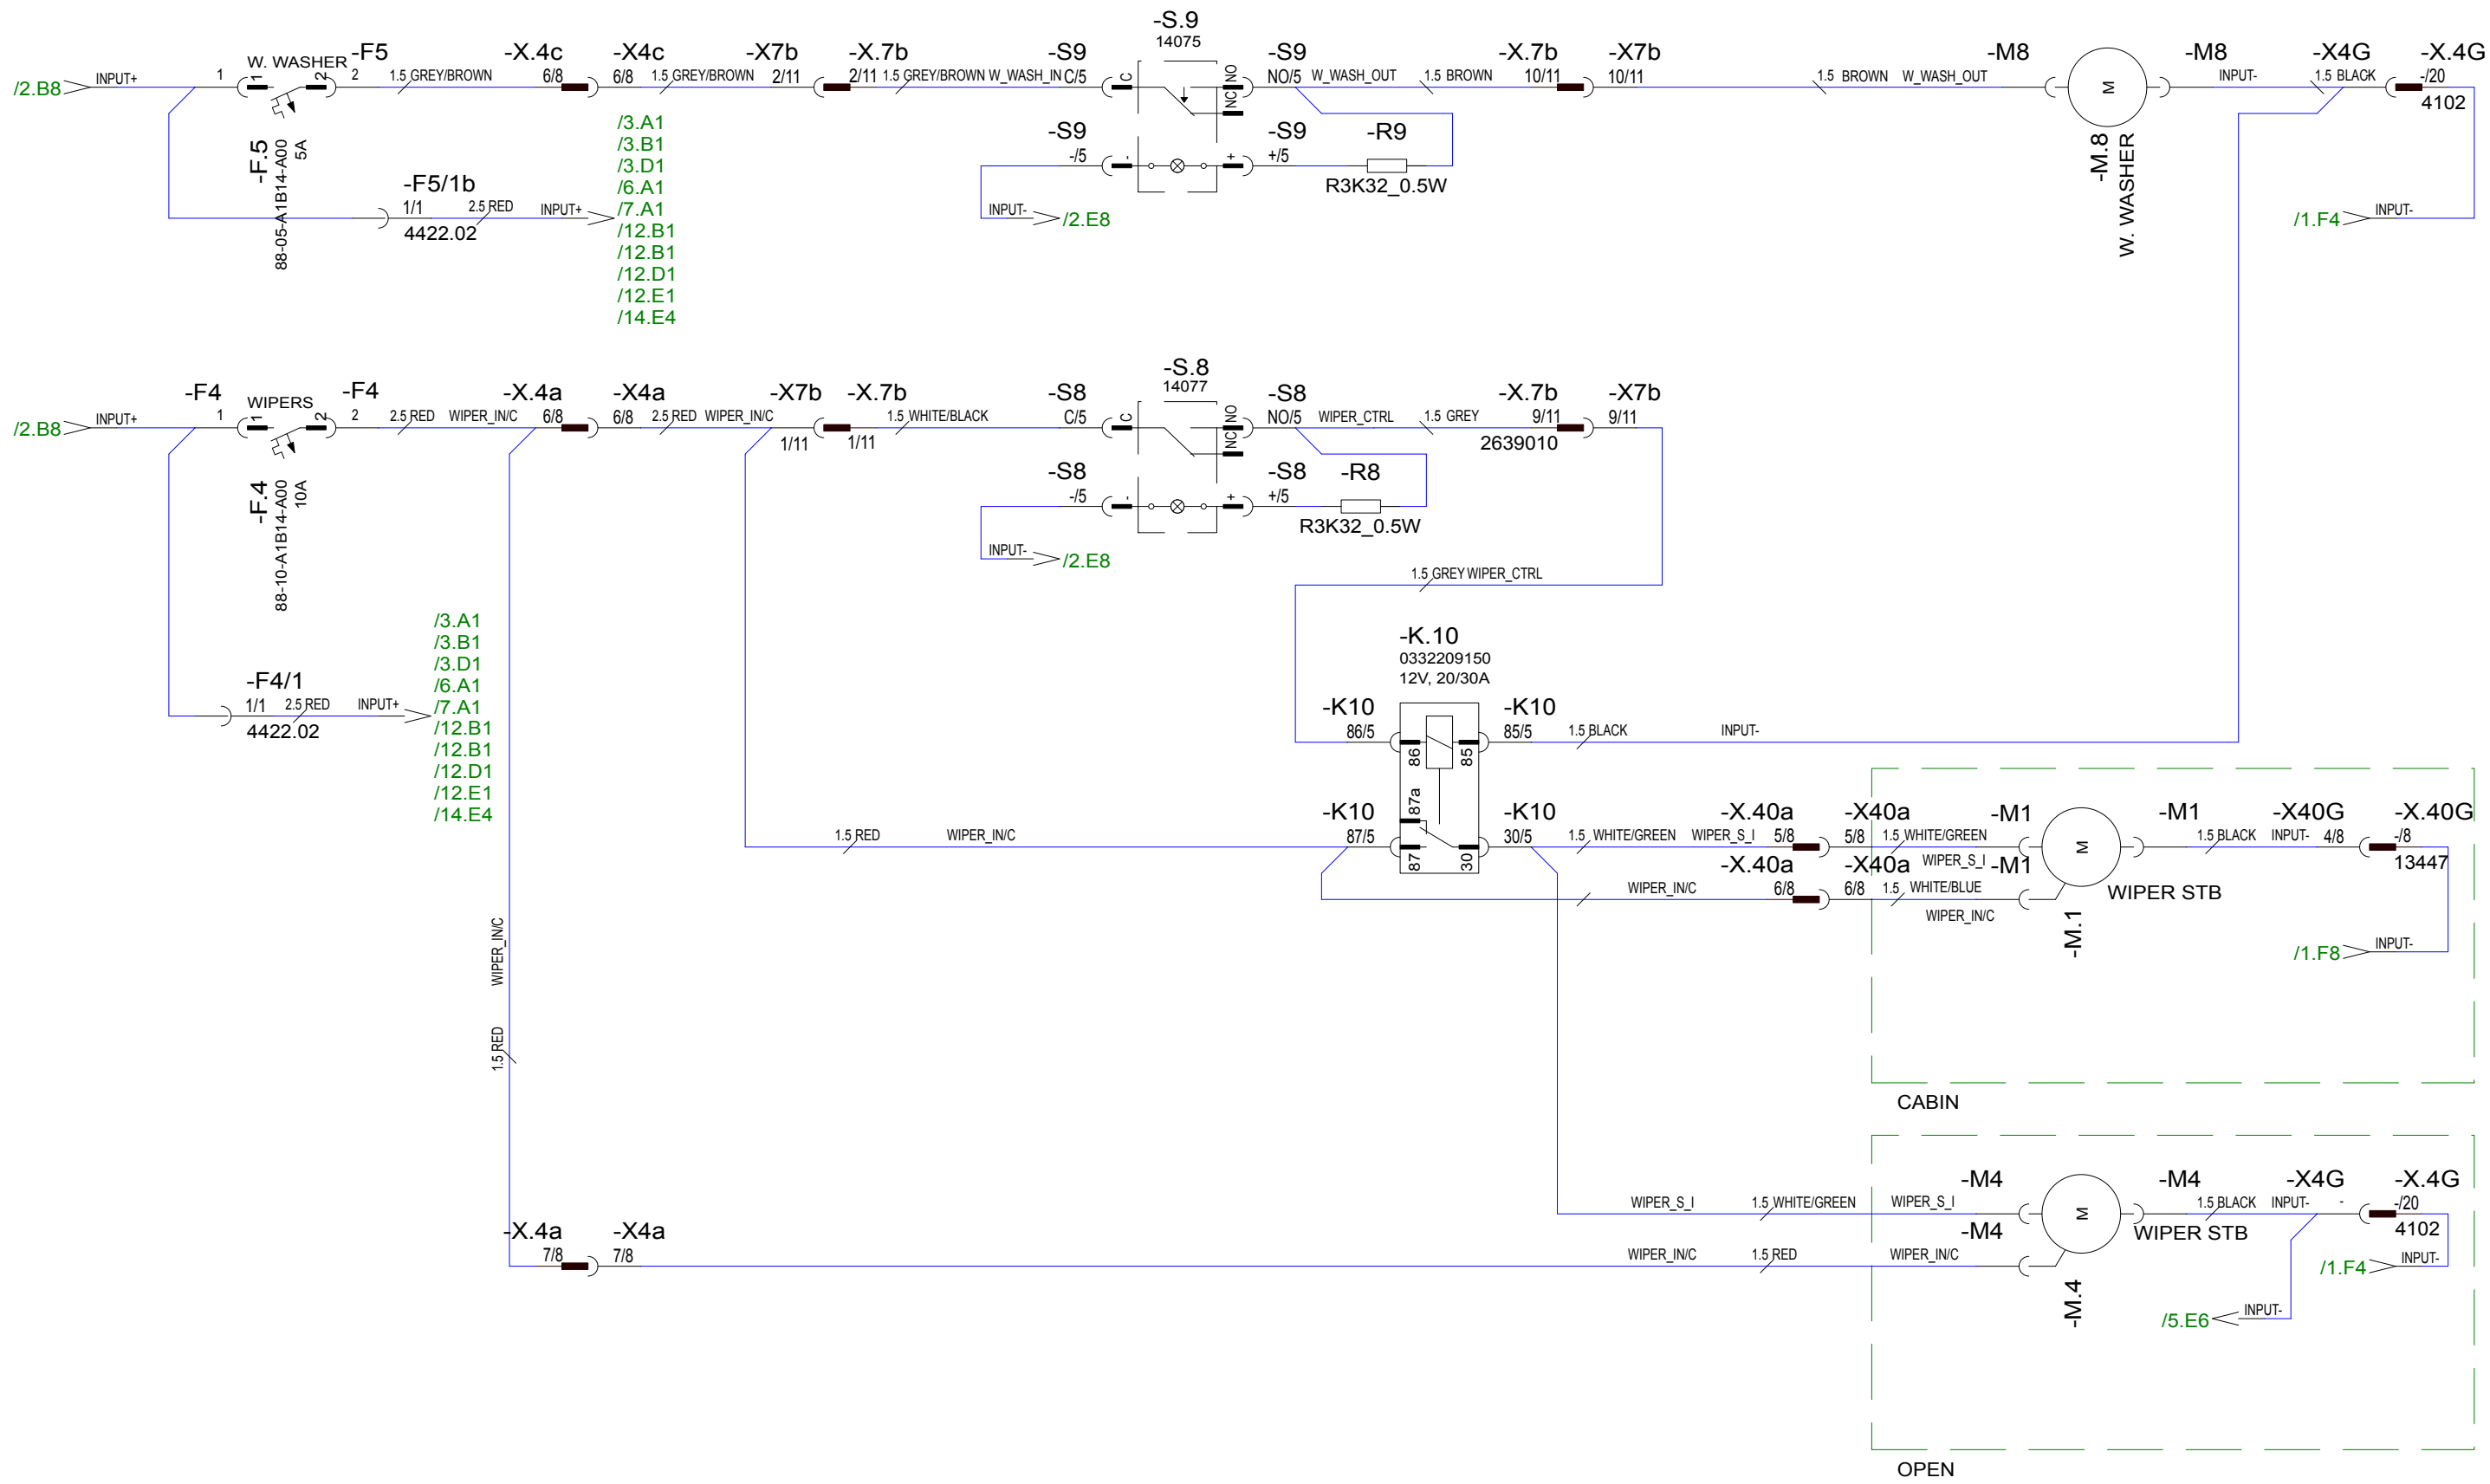 -S.9
14075
/2.B8
INPUT+
1
W. WASHER
-F5
1
2
2
1.5 GREY/BROWN
-X.4c
6/8
-X4c
6/8
1.5 GREY/BROWN
-X7b
2/11
-X.7b
2/11
1.5 GREY/BROWN
W_WASH_IN
-S9
C/5
C
NO
NC
-S9
NO/5
W_WASH_OUT
1.5 BROWN
-X.7b
10/11
-X7b
10/11
1.5 BROWN
W_WASH_OUT
-M8
M
-M8
INPUT-
-X4G
1.5 BLACK
-X.4G
-/20
4102
-F.5
88-05-A1B14-A00
5A
-F5/1b
1/1
2.5 RED
INPUT+
4422.02
/3.A1
/3.B1
/3.D1
/6.A1
/7.A1
/12.B1
/12.B1
/12.D1
/12.E1
/14.E4
-S9
-/5
-
+
-S9
+/5
-R9
R3K32_0.5W
INPUT-
/2.E8
-M.8
W. WASHER
/1.F4
INPUT-
-S.8
14077
/2.B8
INPUT+
-F4
1
WIPERS
1
2
-F4
2
2.5 RED
WIPER_IN/C
-X.4a
6/8
-X4a
6/8
2.5 RED
WIPER_IN/C
-X7b
1/11
-X.7b
1/11
1.5 WHITE/BLACK
-S8
C/5
C
NO
NC
-S8
NO/5
WIPER_CTRL
1.5 GREY
-X.7b
9/11
2639010
-X7b
9/11
-F.4
88-10-A1B14-A00
10A
-S8
-/5
-
+
-S8
+/5
-R8
R3K32_0.5W
INPUT-
/2.E8
1.5 GREY
WIPER_CTRL
/3.A1
/3.B1
/3.D1
/6.A1
/7.A1
/12.B1
/12.B1
/12.D1
/12.E1
/14.E4
-F4/1
1/1
2.5 RED
INPUT+
4422.02
-K.10
0332209150
12V, 20/30A
-K10
86/5
86
85
-K10
85/5
1.5 BLACK
INPUT-
1.5 RED
WIPER_IN/C
-K10
87/5
87a
87
30
-K10
30/5
1.5
WHITE/GREEN
WIPER_S_I
-X.40a
5/8
-X40a
5/8
1.5
WHITE/GREEN
WIPER_S_I
-M1
M
-M1
1.5 BLACK
INPUT-
-X40G
4/8
-X.40G
-/8
13447
WIPER_IN/C
-X.40a
6/8
-X40a
6/8
1.5
WHITE/BLUE
WIPER_IN/C
-M1
WIPER STB
-M.1
/1.F8
INPUT-
CABIN
WIPER_IN/C
1.5 RED
WIPER_S_I
1.5 WHITE/GREEN
WIPER_S_I
-M4
M
-M4
1.5 BLACK
INPUT-
-X4G
-
-X.4G
-/20
4102
-X.4a
7/8
-X4a
7/8
WIPER_IN/C
1.5 RED
WIPER_IN/C
-M4
WIPER STB
-M.4
/1.F4
INPUT-
/5.E6
INPUT-
OPEN